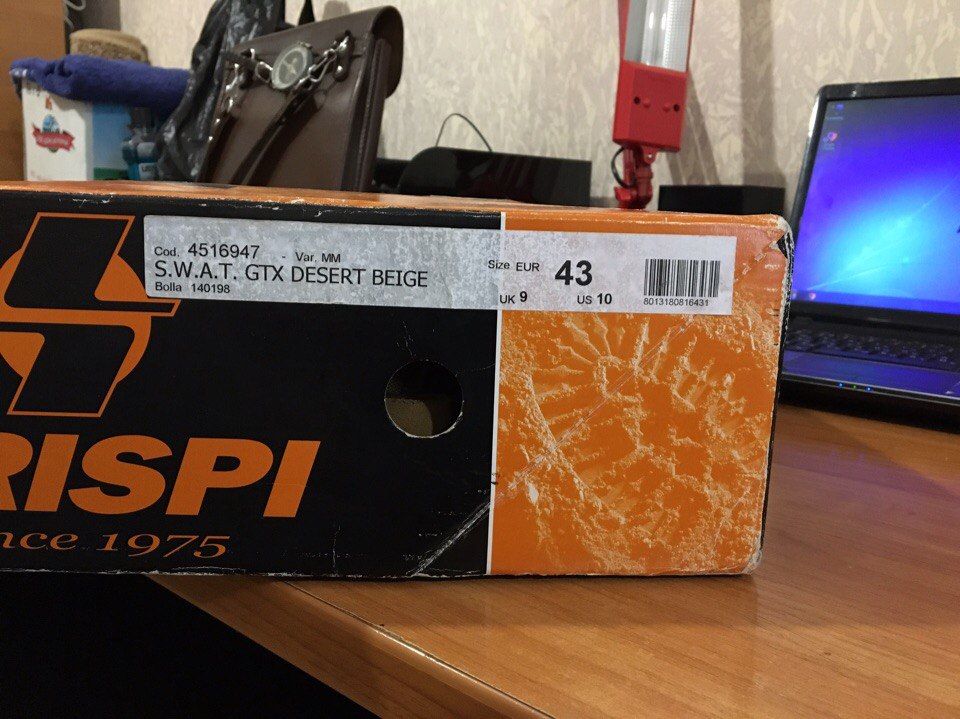 Cod. 4516947 - Var. MM
S.W.A.T. GTX DESERT BEIGE
Bolla 140198
Size EUR 43
UK 9 US 10
8013180816431
RISPI
nce 1975